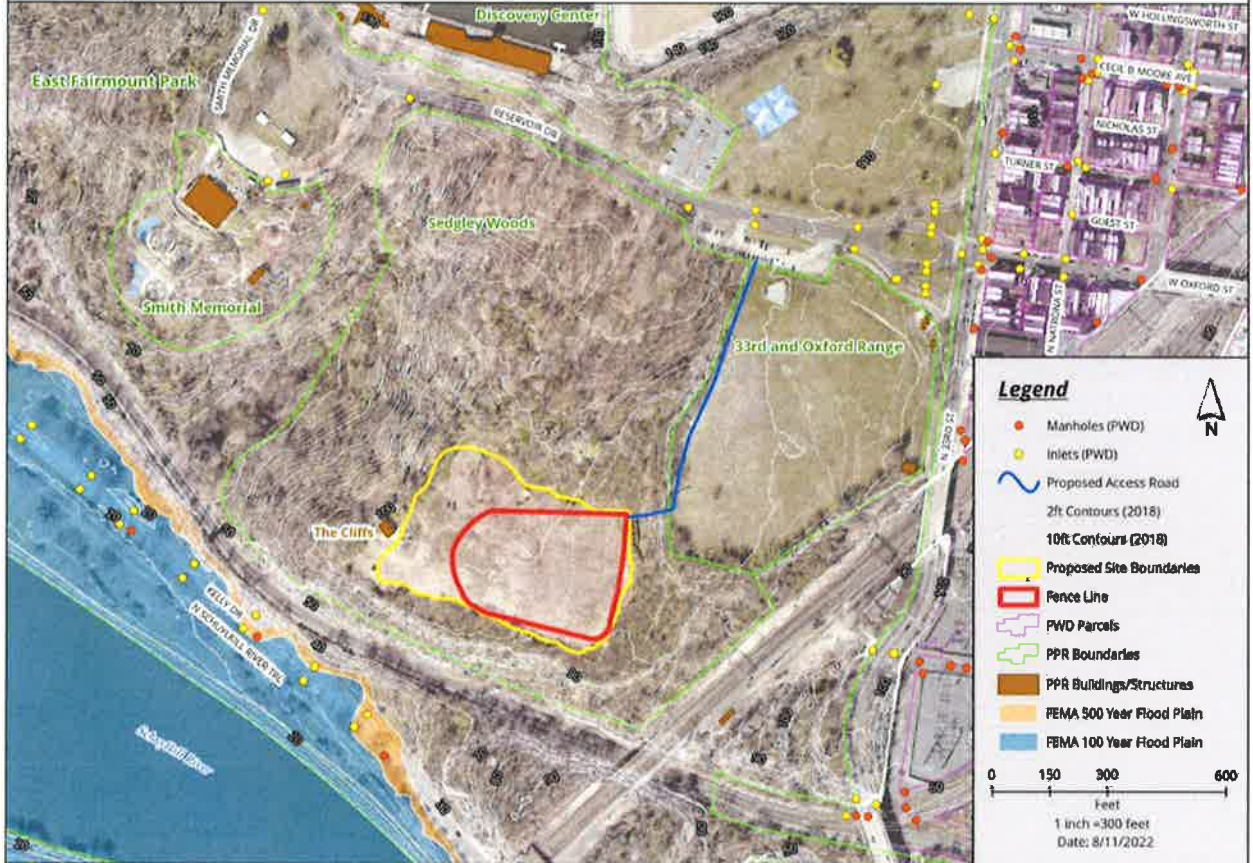 Discovery Center
W HOLLINGSWORTH ST
East Fairmount Park
SMITH MEMORIAL DR
CECIL B MOORE AVE
RESERVOIR DR
NICHOLAS ST
TURNER ST
Sedgley Woods
GUEST ST
W OXFORD ST
N NATRONA ST
Smith Memorial
33rd and Oxford Range
N 33RD ST
The Cliffs
KELLY DR
N SCHUYLKILL RIVER TRL
Schuylkill River
Legend
N
Manholes (PWD)
Inlets (PWD)
Proposed Access Road
2ft Contours (2018)
10ft Contours (2018)
Proposed Site Boundaries
Fence Line
PWD Parcels
PPR Boundaries
PPR Buildings/Structures
FEMA 500 Year Flood Plain
FEMA 100 Year Flood Plain
0 150 300 600
Feet
1 inch =300 feet
Date: 8/11/2022